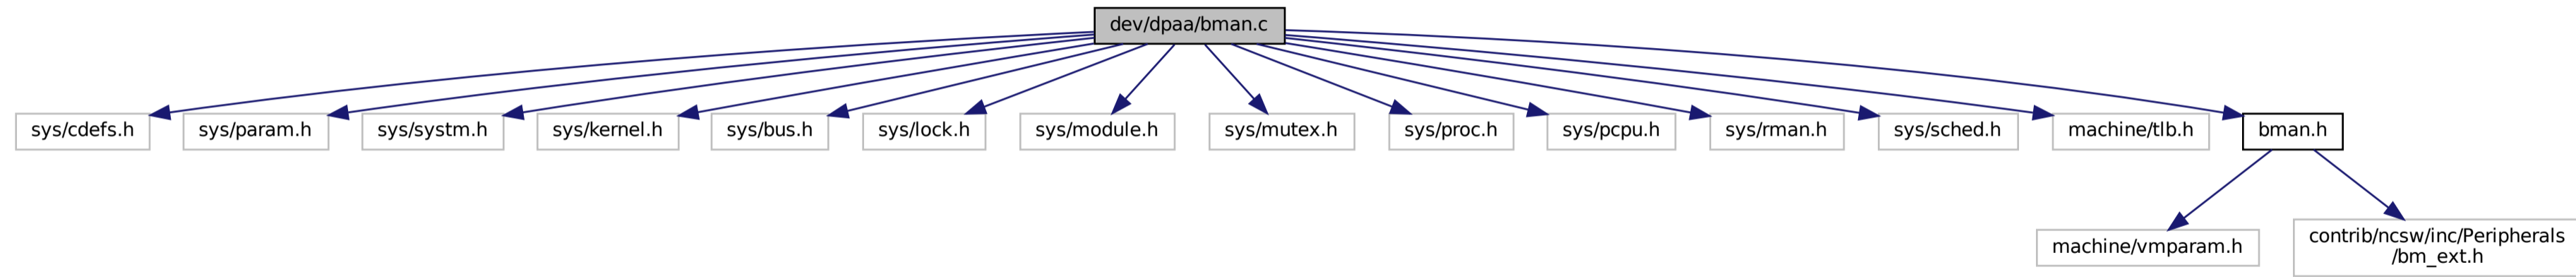 dev/dpaa/bman.c
sys/cdefs.h
sys/param.h
sys/systm.h
sys/kernel.h
sys/bus.h
sys/lock.h
sys/module.h
sys/mutex.h
sys/proc.h
sys/pcpu.h
sys/rman.h
sys/sched.h
machine/tlb.h
bman.h
machine/vmparam.h
contrib/ncsw/inc/Peripherals
/bm_ext.h